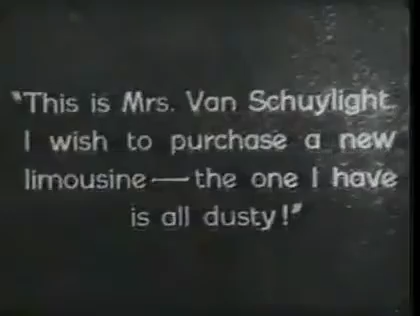 "This is Mrs. Van Schuylight.
I wish to purchase a new
limousine—the one I have
is all dusty!"